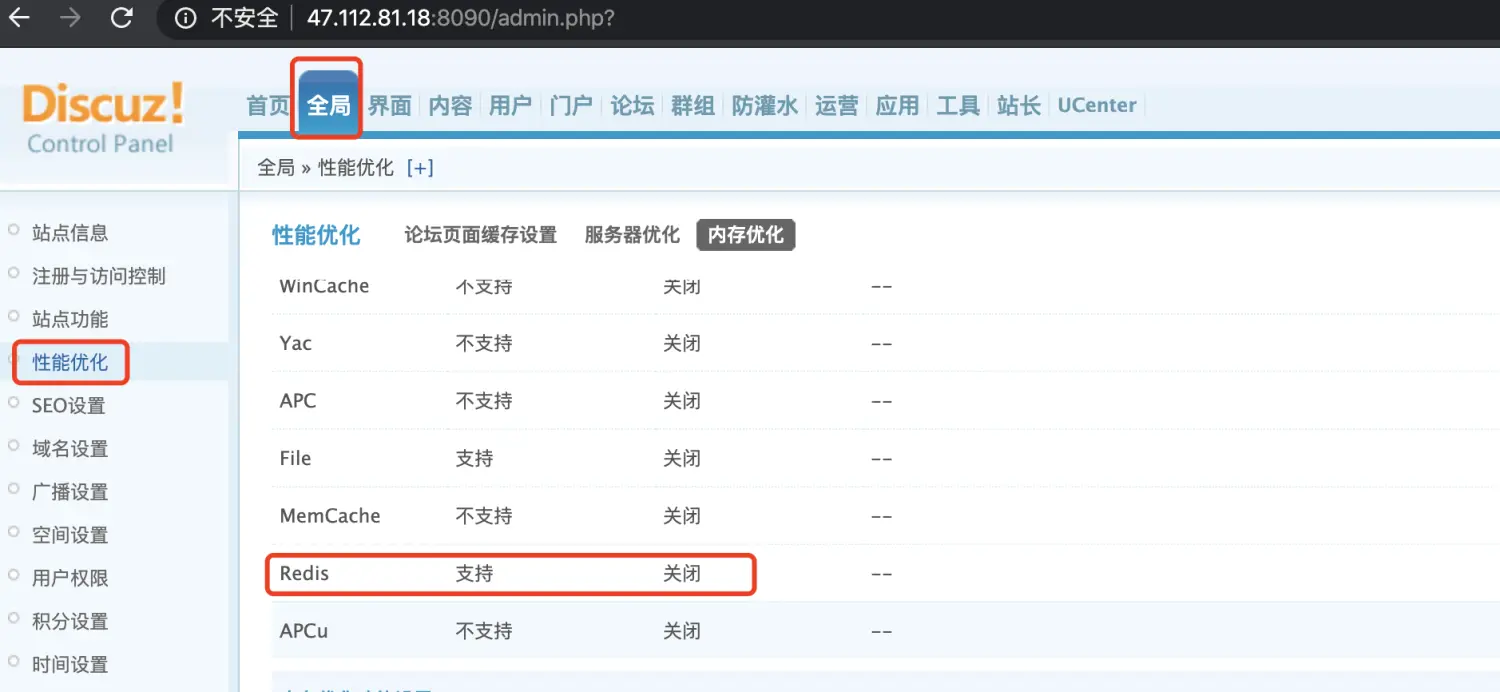 不安全 47.112.81.18:8090/admin.php?
Discuz!
Control Panel
首页 全局 界面 内容 用户 门户 论坛 群组 防灌水 运营 应用 工具 站长 UCenter
全局 » 性能优化 [+]
站点信息
注册与访问控制
站点功能
性能优化
SEO设置
域名设置
广播设置
空间设置
用户权限
积分设置
时间设置
性能优化 论坛页面缓存设置 服务器优化 内存优化
WinCache 不支持 关闭 --
Yac 不支持 关闭 --
APC 不支持 关闭 --
File 支持 关闭 --
MemCache 不支持 关闭 --
Redis 支持 关闭 --
APCu 不支持 关闭 --